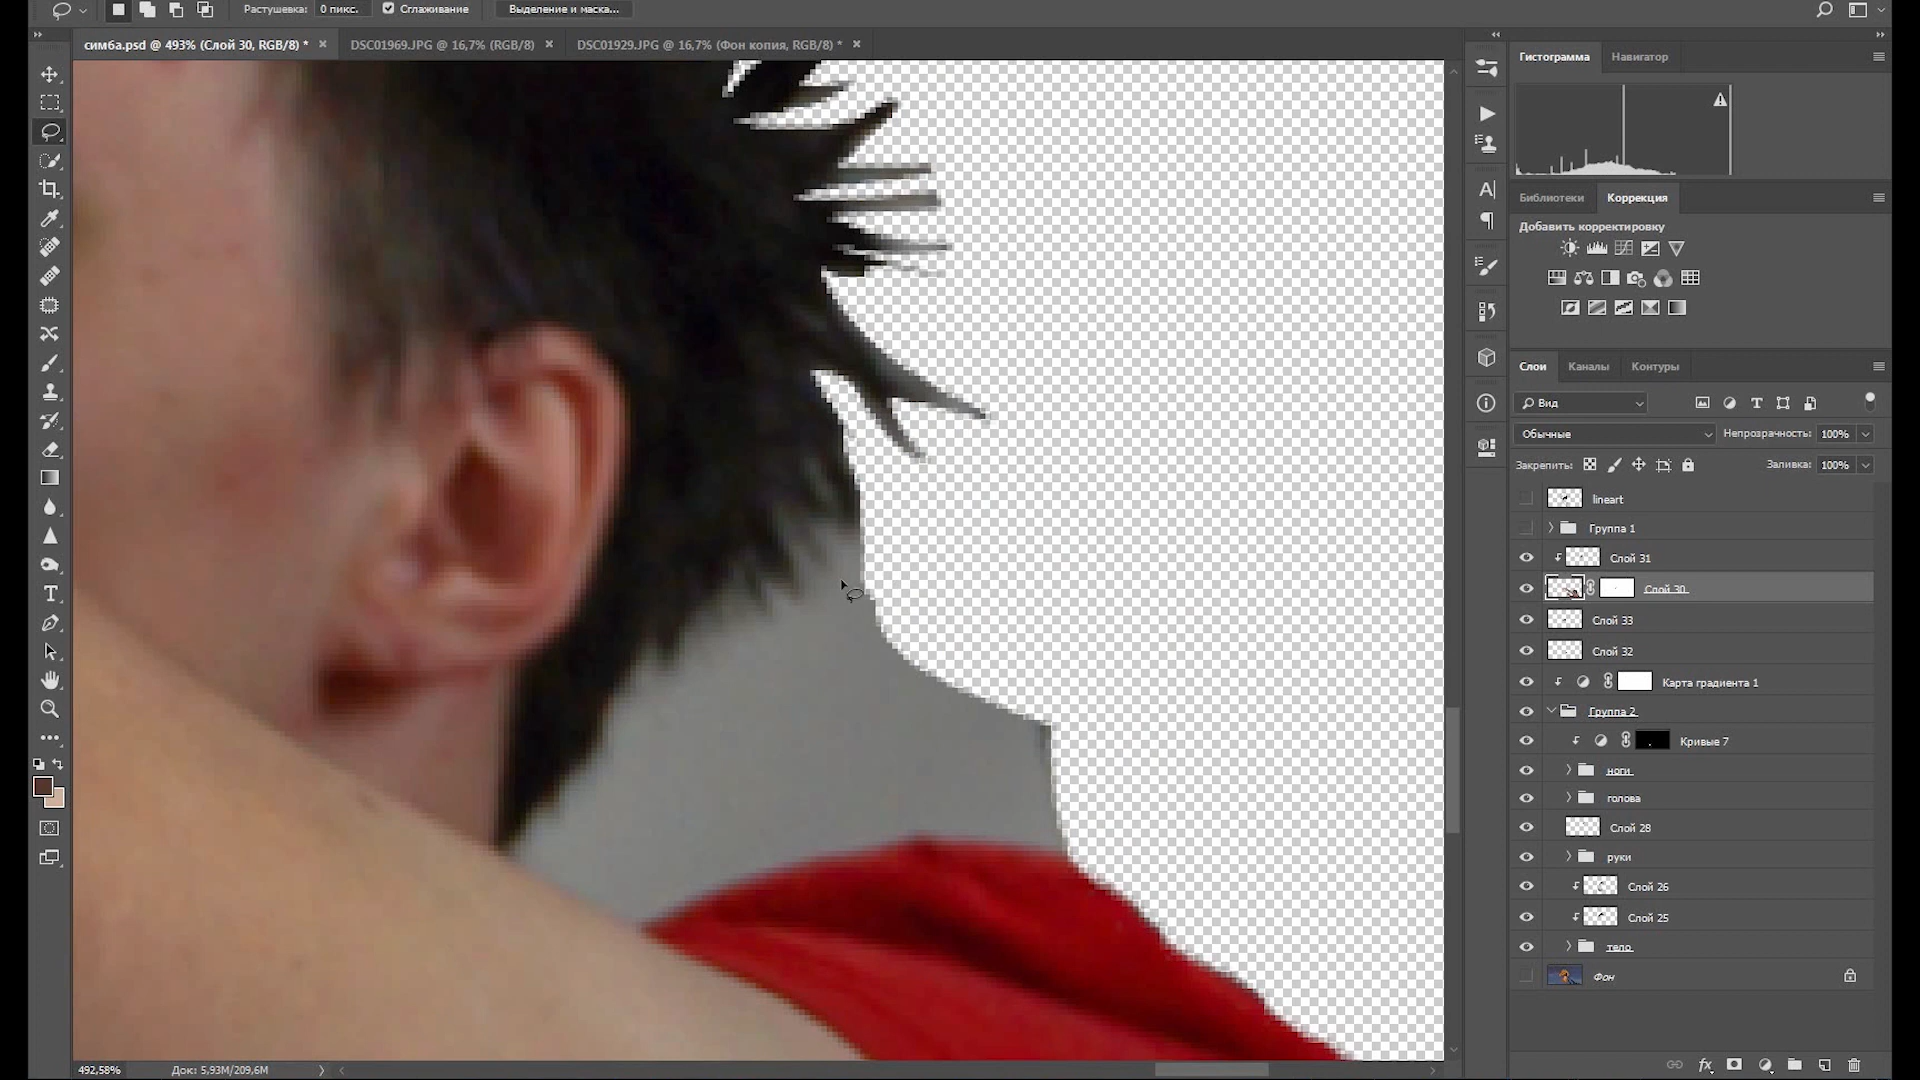 Растушевка: 0 пикс. Сглаживание Выделение и маска...
симба.psd @ 493% (Слой 30, RGB/8) * DSC01969.JPG @ 16,7% (RGB/8) DSC01929.JPG @ 16,7% (Фон копия, RGB/8) *
Гистограмма Навигатор
Библиотеки Коррекция
Добавить корректировку
Слои Каналы Контуры
Вид
Обычные Непрозрачность: 100%
Закрепить: Заливка: 100%
lineart
Группа 1
Слой 31
Слой 30
Слой 33
Слой 32
Карта градиента 1
Группа 2
Кривые 7
ноги
голова
Слой 28
руки
Слой 26
Слой 25
тело
Фон
492,58% Док: 5,93M/209,6M